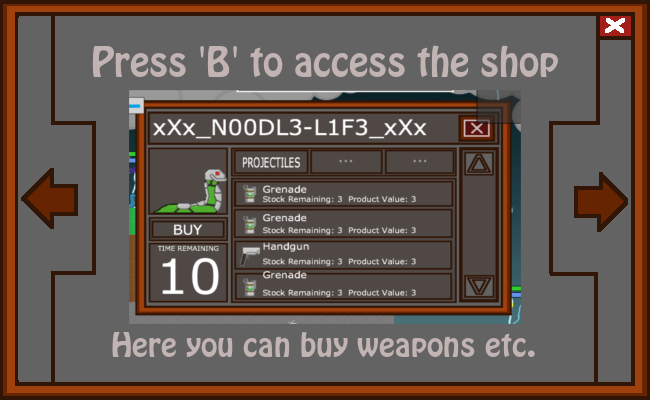 Press 'B' to access the shop
xXx_N00DL3-L1F3_xXx
PROJECTILES
...
...
Grenade
Stock Remaining: 3 Product Value: 3
Grenade
Stock Remaining: 3 Product Value: 3
Handgun
Stock Remaining: 3 Product Value: 3
Grenade
Stock Remaining: 3 Product Value: 3
BUY
TIME REMAINING
10
Here you can buy weapons etc.